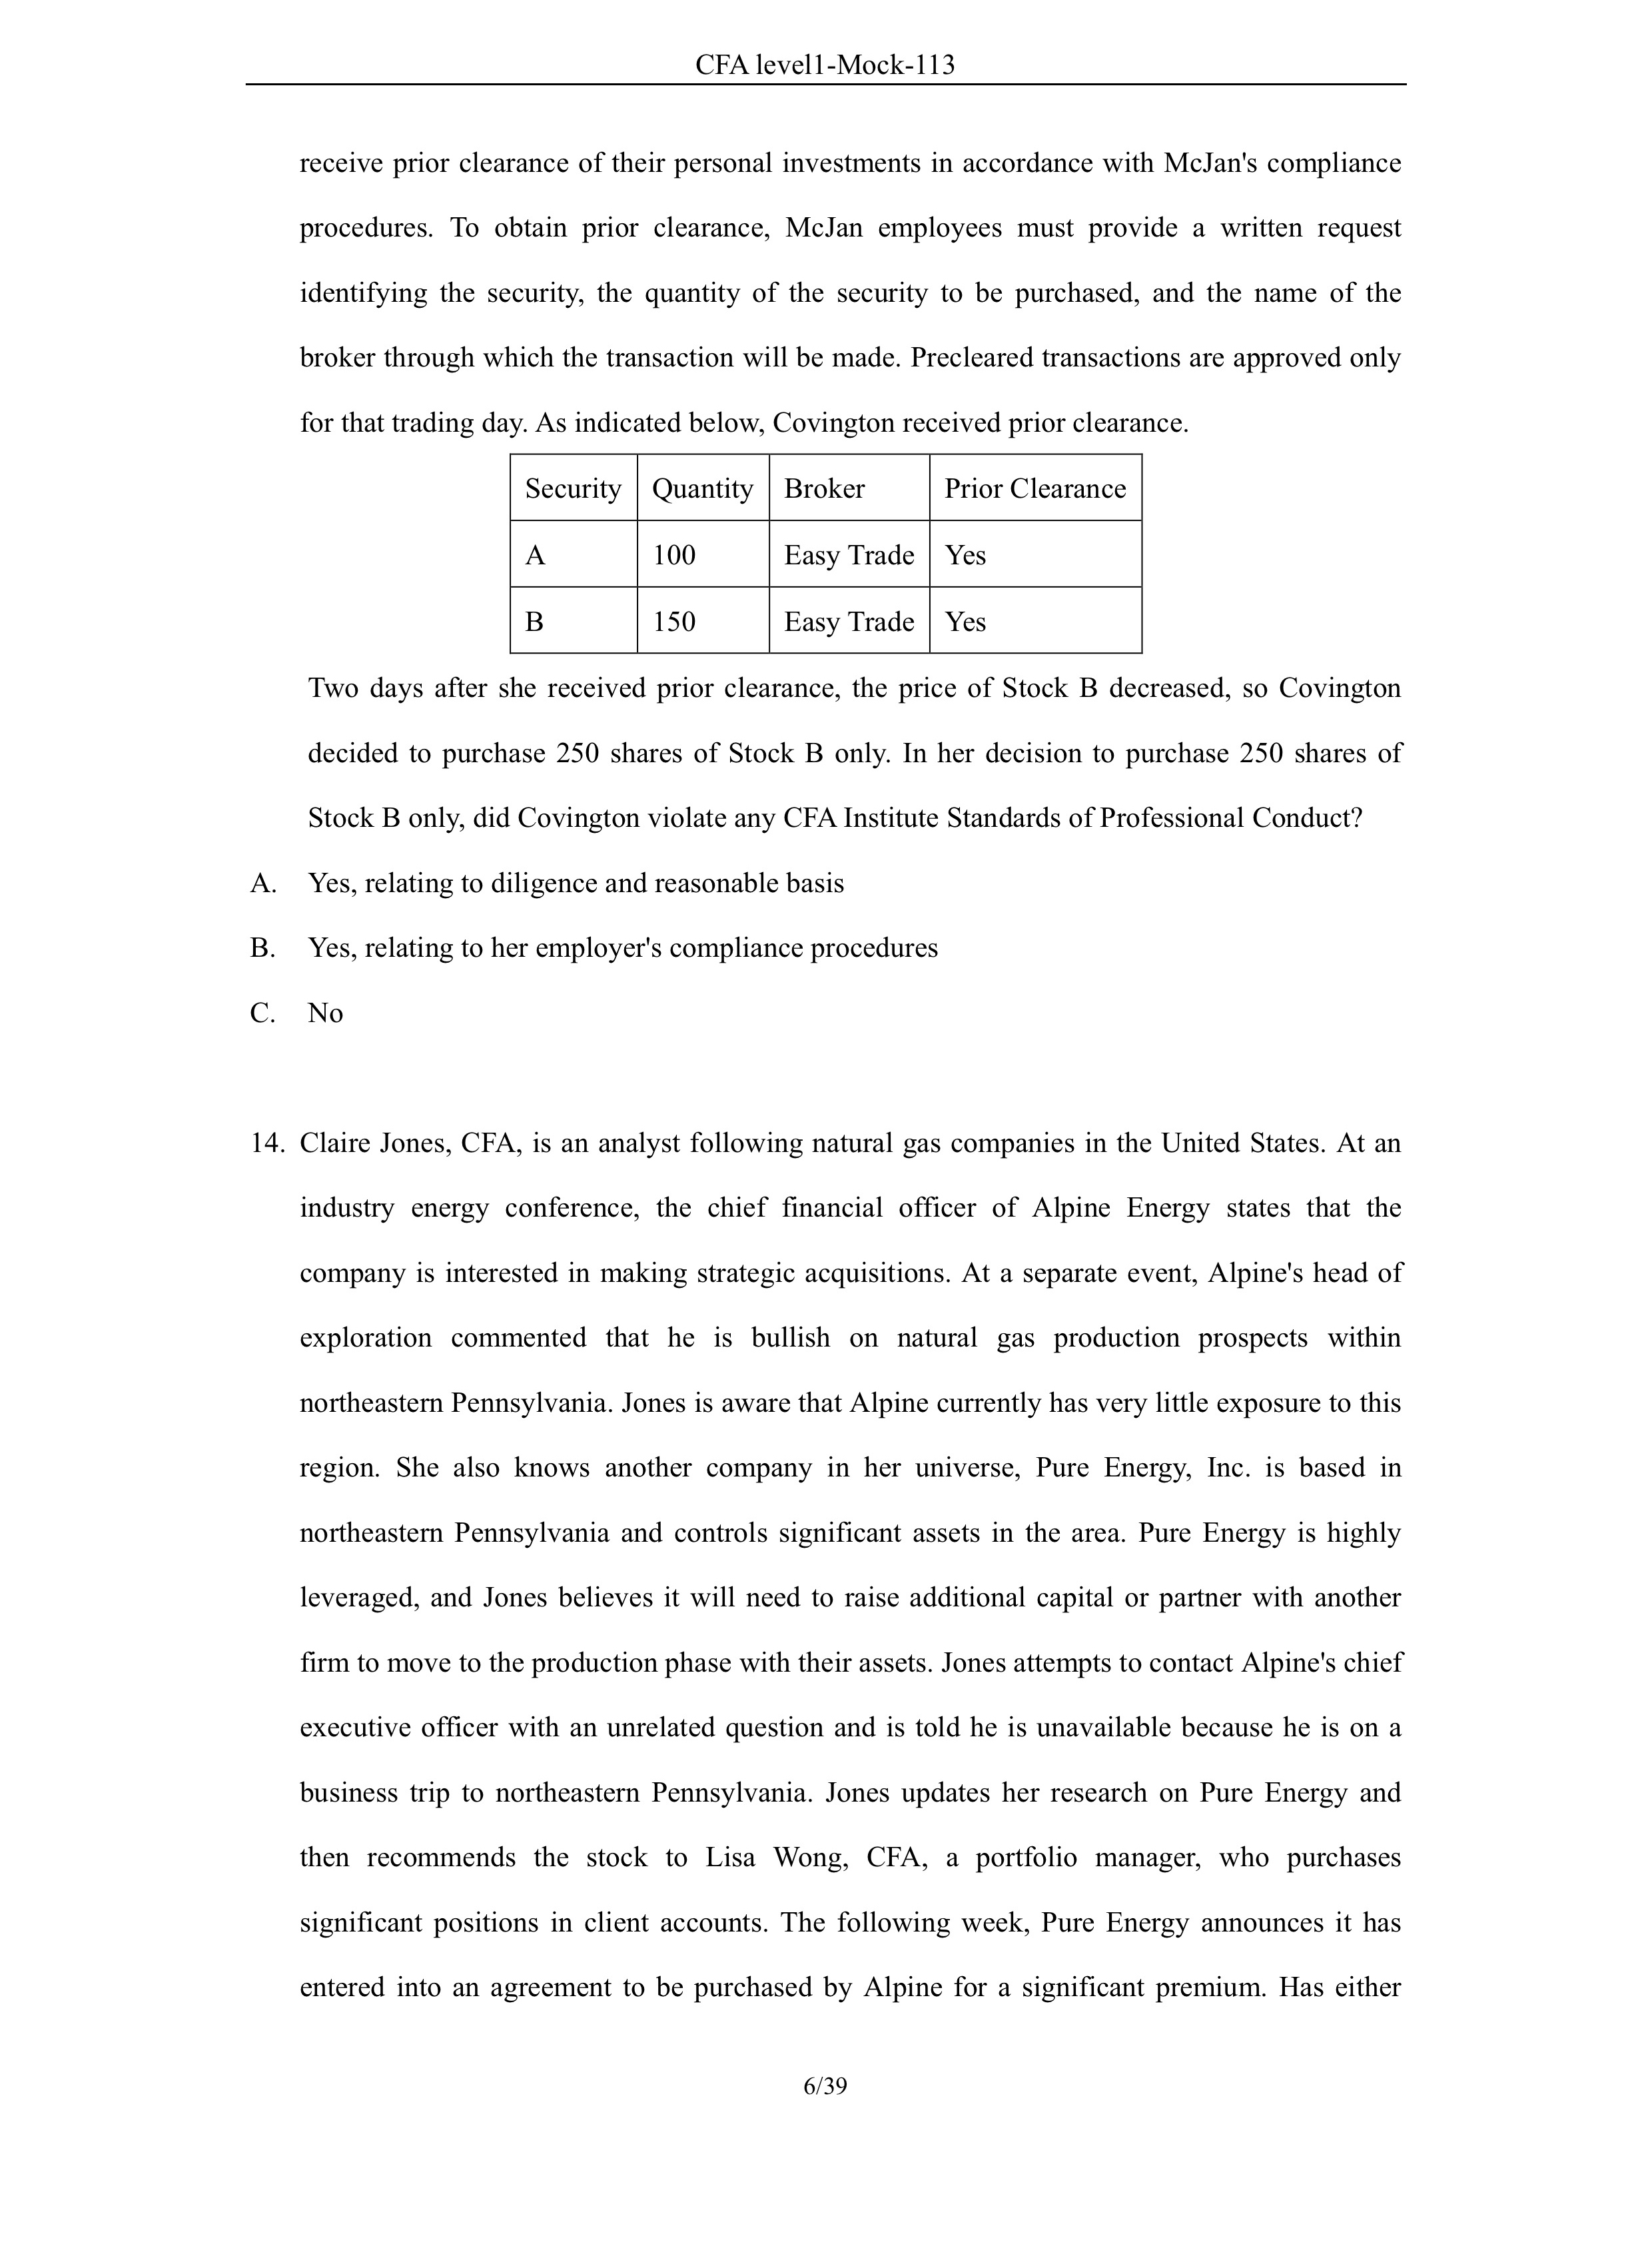 CFA level1-Mock-113
receive prior clearance of their personal investments in accordance with McJan's compliance
procedures. To obtain prior clearance, McJan employees must provide a written request
identifying the security, the quantity of the security to be purchased, and the name of the
broker through which the transaction will be made. Precleared transactions are approved only
for that trading day. As indicated below, Covington received prior clearance.
Security Quantity Broker Prior Clearance
A 100 Easy Trade Yes
B 150 Easy Trade Yes
Two days after she received prior clearance, the price of Stock B decreased, so Covington
decided to purchase 250 shares of Stock B only. In her decision to purchase 250 shares of
Stock B only, did Covington violate any CFA Institute Standards of Professional Conduct?
A. Yes, relating to diligence and reasonable basis
B. Yes, relating to her employer's compliance procedures
C. No
14. Claire Jones, CFA, is an analyst following natural gas companies in the United States. At an
industry energy conference, the chief financial officer of Alpine Energy states that the
company is interested in making strategic acquisitions. At a separate event, Alpine's head of
exploration commented that he is bullish on natural gas production prospects within
northeastern Pennsylvania. Jones is aware that Alpine currently has very little exposure to this
region. She also knows another company in her universe, Pure Energy, Inc. is based in
northeastern Pennsylvania and controls significant assets in the area. Pure Energy is highly
leveraged, and Jones believes it will need to raise additional capital or partner with another
firm to move to the production phase with their assets. Jones attempts to contact Alpine's chief
executive officer with an unrelated question and is told he is unavailable because he is on a
business trip to northeastern Pennsylvania. Jones updates her research on Pure Energy and
then recommends the stock to Lisa Wong, CFA, a portfolio manager, who purchases
significant positions in client accounts. The following week, Pure Energy announces it has
entered into an agreement to be purchased by Alpine for a significant premium. Has either
6/39